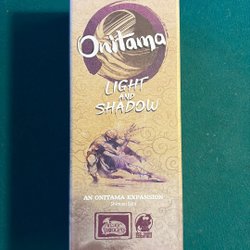 Onitama
LIGHT
AND
SHADOW
AN ONITAMA EXPANSION